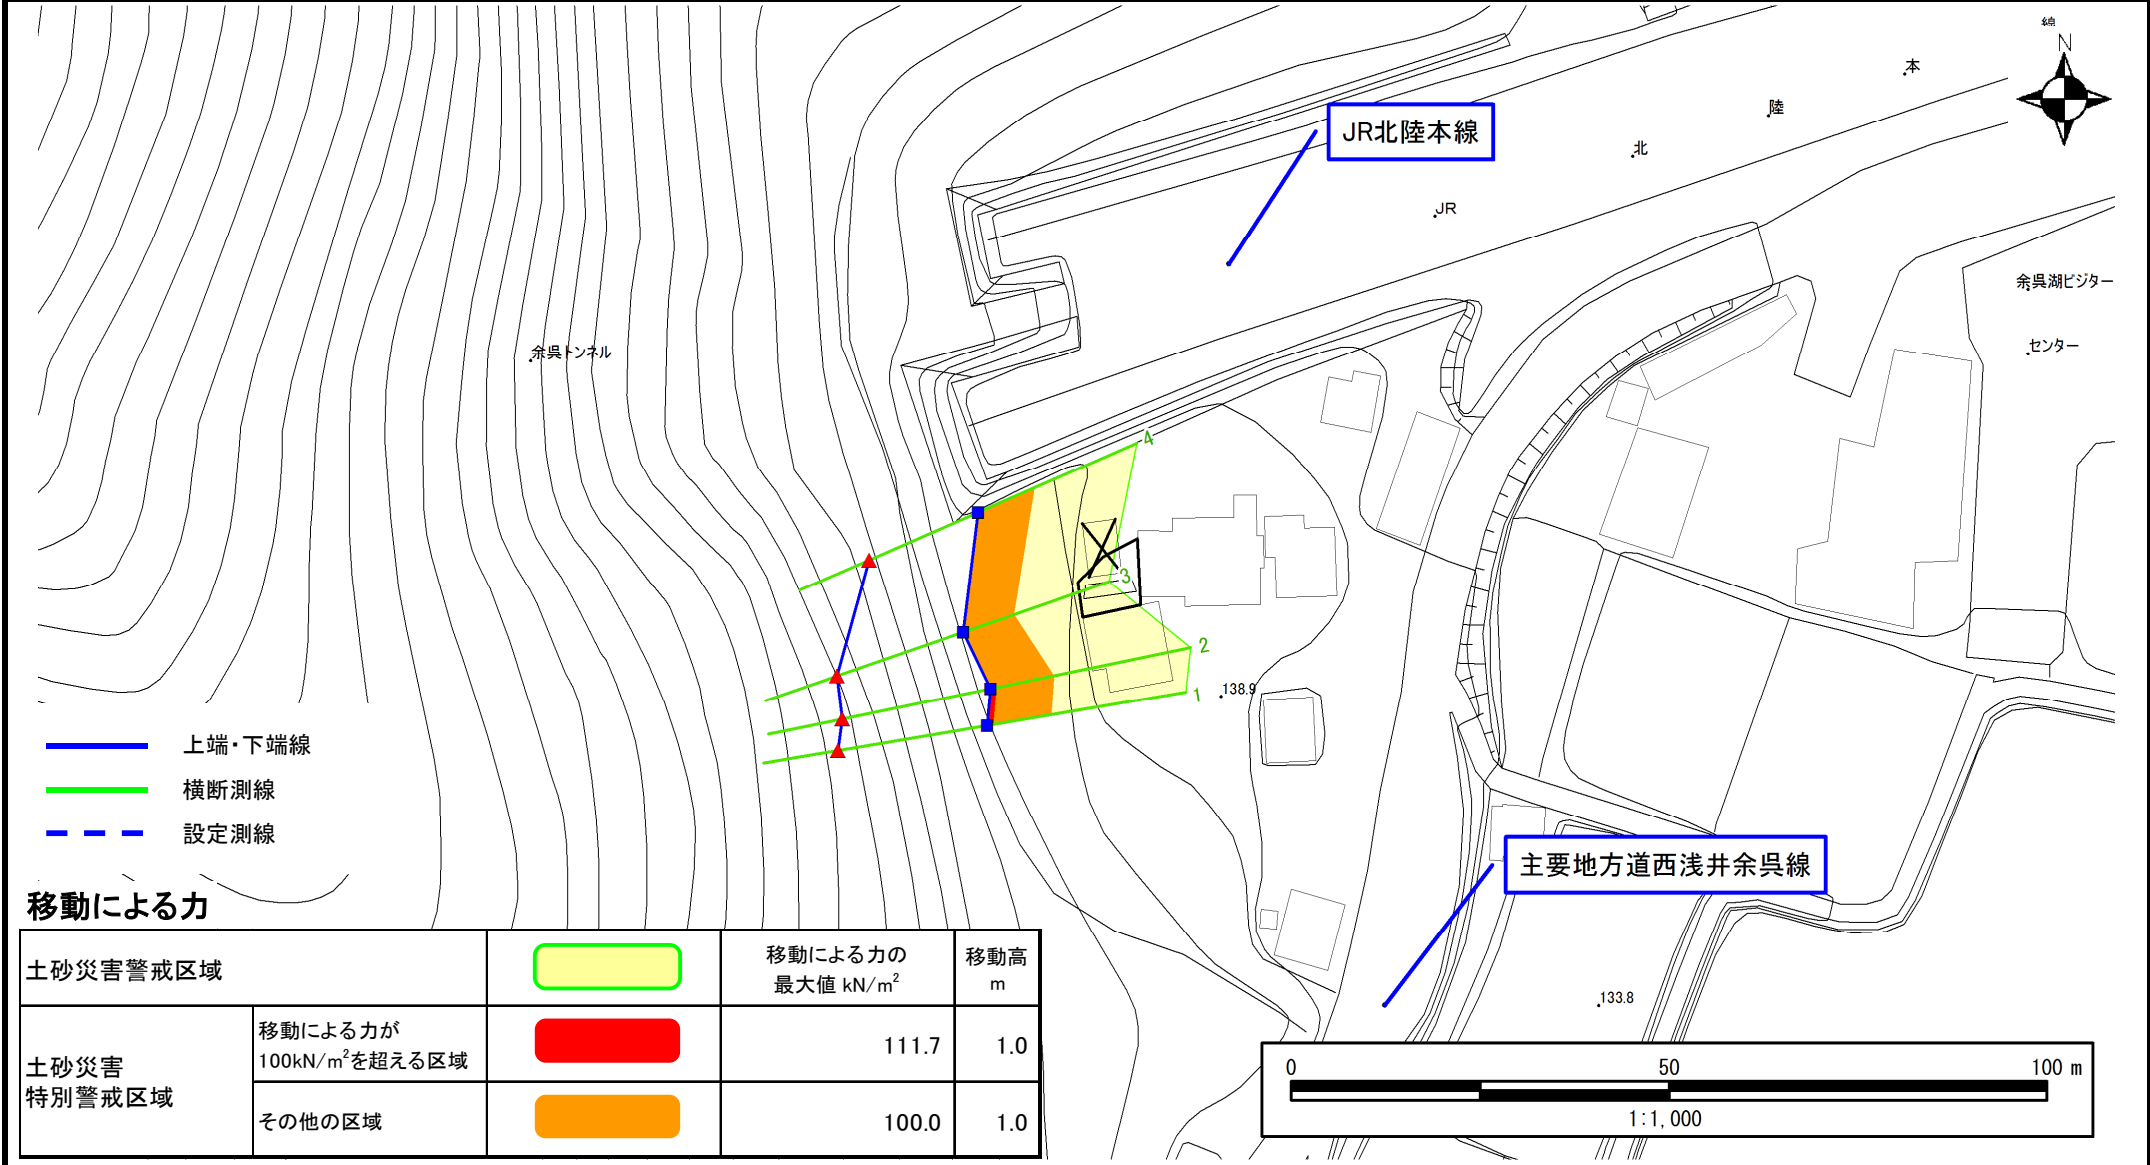 線
N
本
陸
JR北陸本線
北
JR
余呉湖ビジター
センター
余呉トンネル
4
3
2
1
138.9
上端・下端線
横断測線
設定測線
主要地方道西浅井余呉線
移動による力
土砂災害警戒区域
移動による力の
最大値 kN/m²
移動高
m
土砂災害
特別警戒区域
移動による力が
100kN/m²を超える区域
111.7
1.0
その他の区域
100.0
1.0
133.8
0
50
100 m
1:1,000